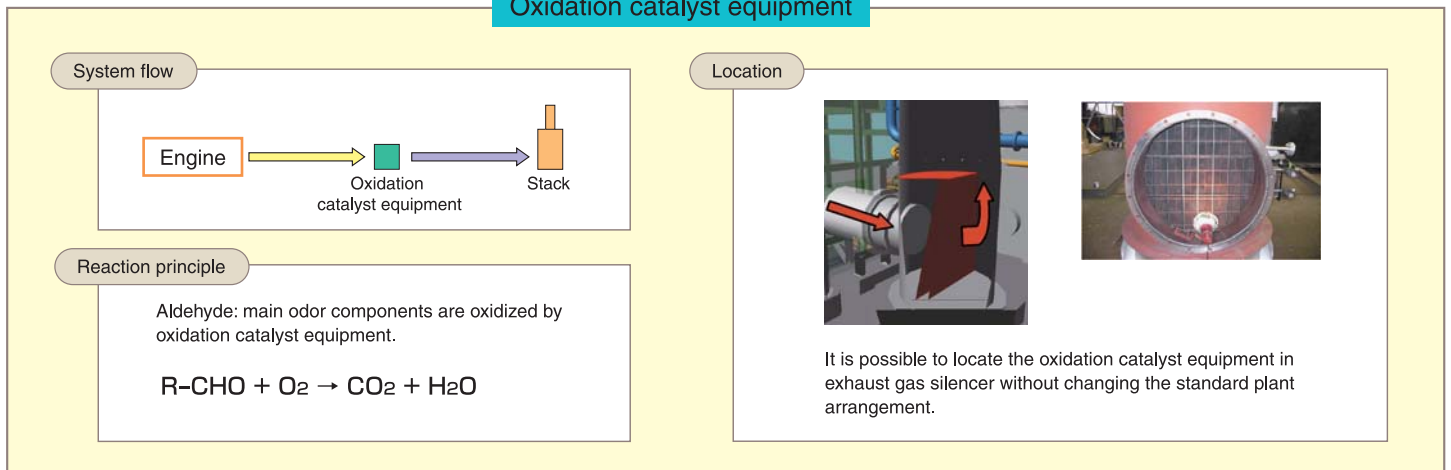 Oxidation catalyst equipment
System flow
Engine
Oxidation
catalyst equipment
Stack
Reaction principle
Aldehyde: main odor components are oxidized by
oxidation catalyst equipment.
R–CHO + O2 → CO2 + H2O
Location
It is possible to locate the oxidation catalyst equipment in
exhaust gas silencer without changing the standard plant
arrangement.